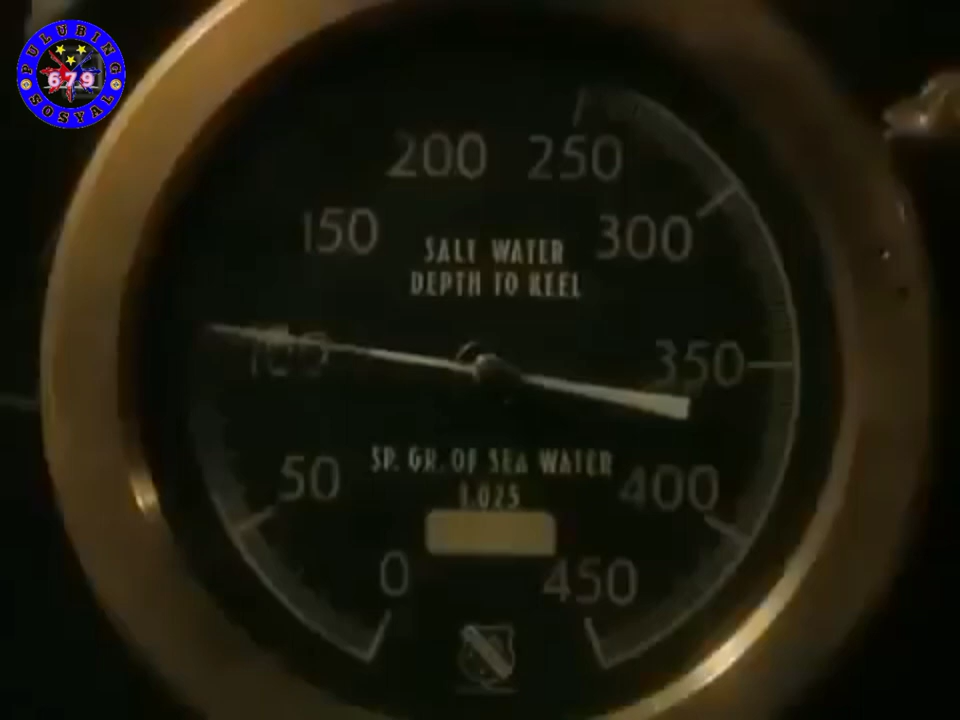 PULUBING
679
SOSYAL
200 250
150 300
SALT WATER
DEPTH TO KEEL
100 350
SP. GR. OF SEA WATER
1.025
50 400
0 450